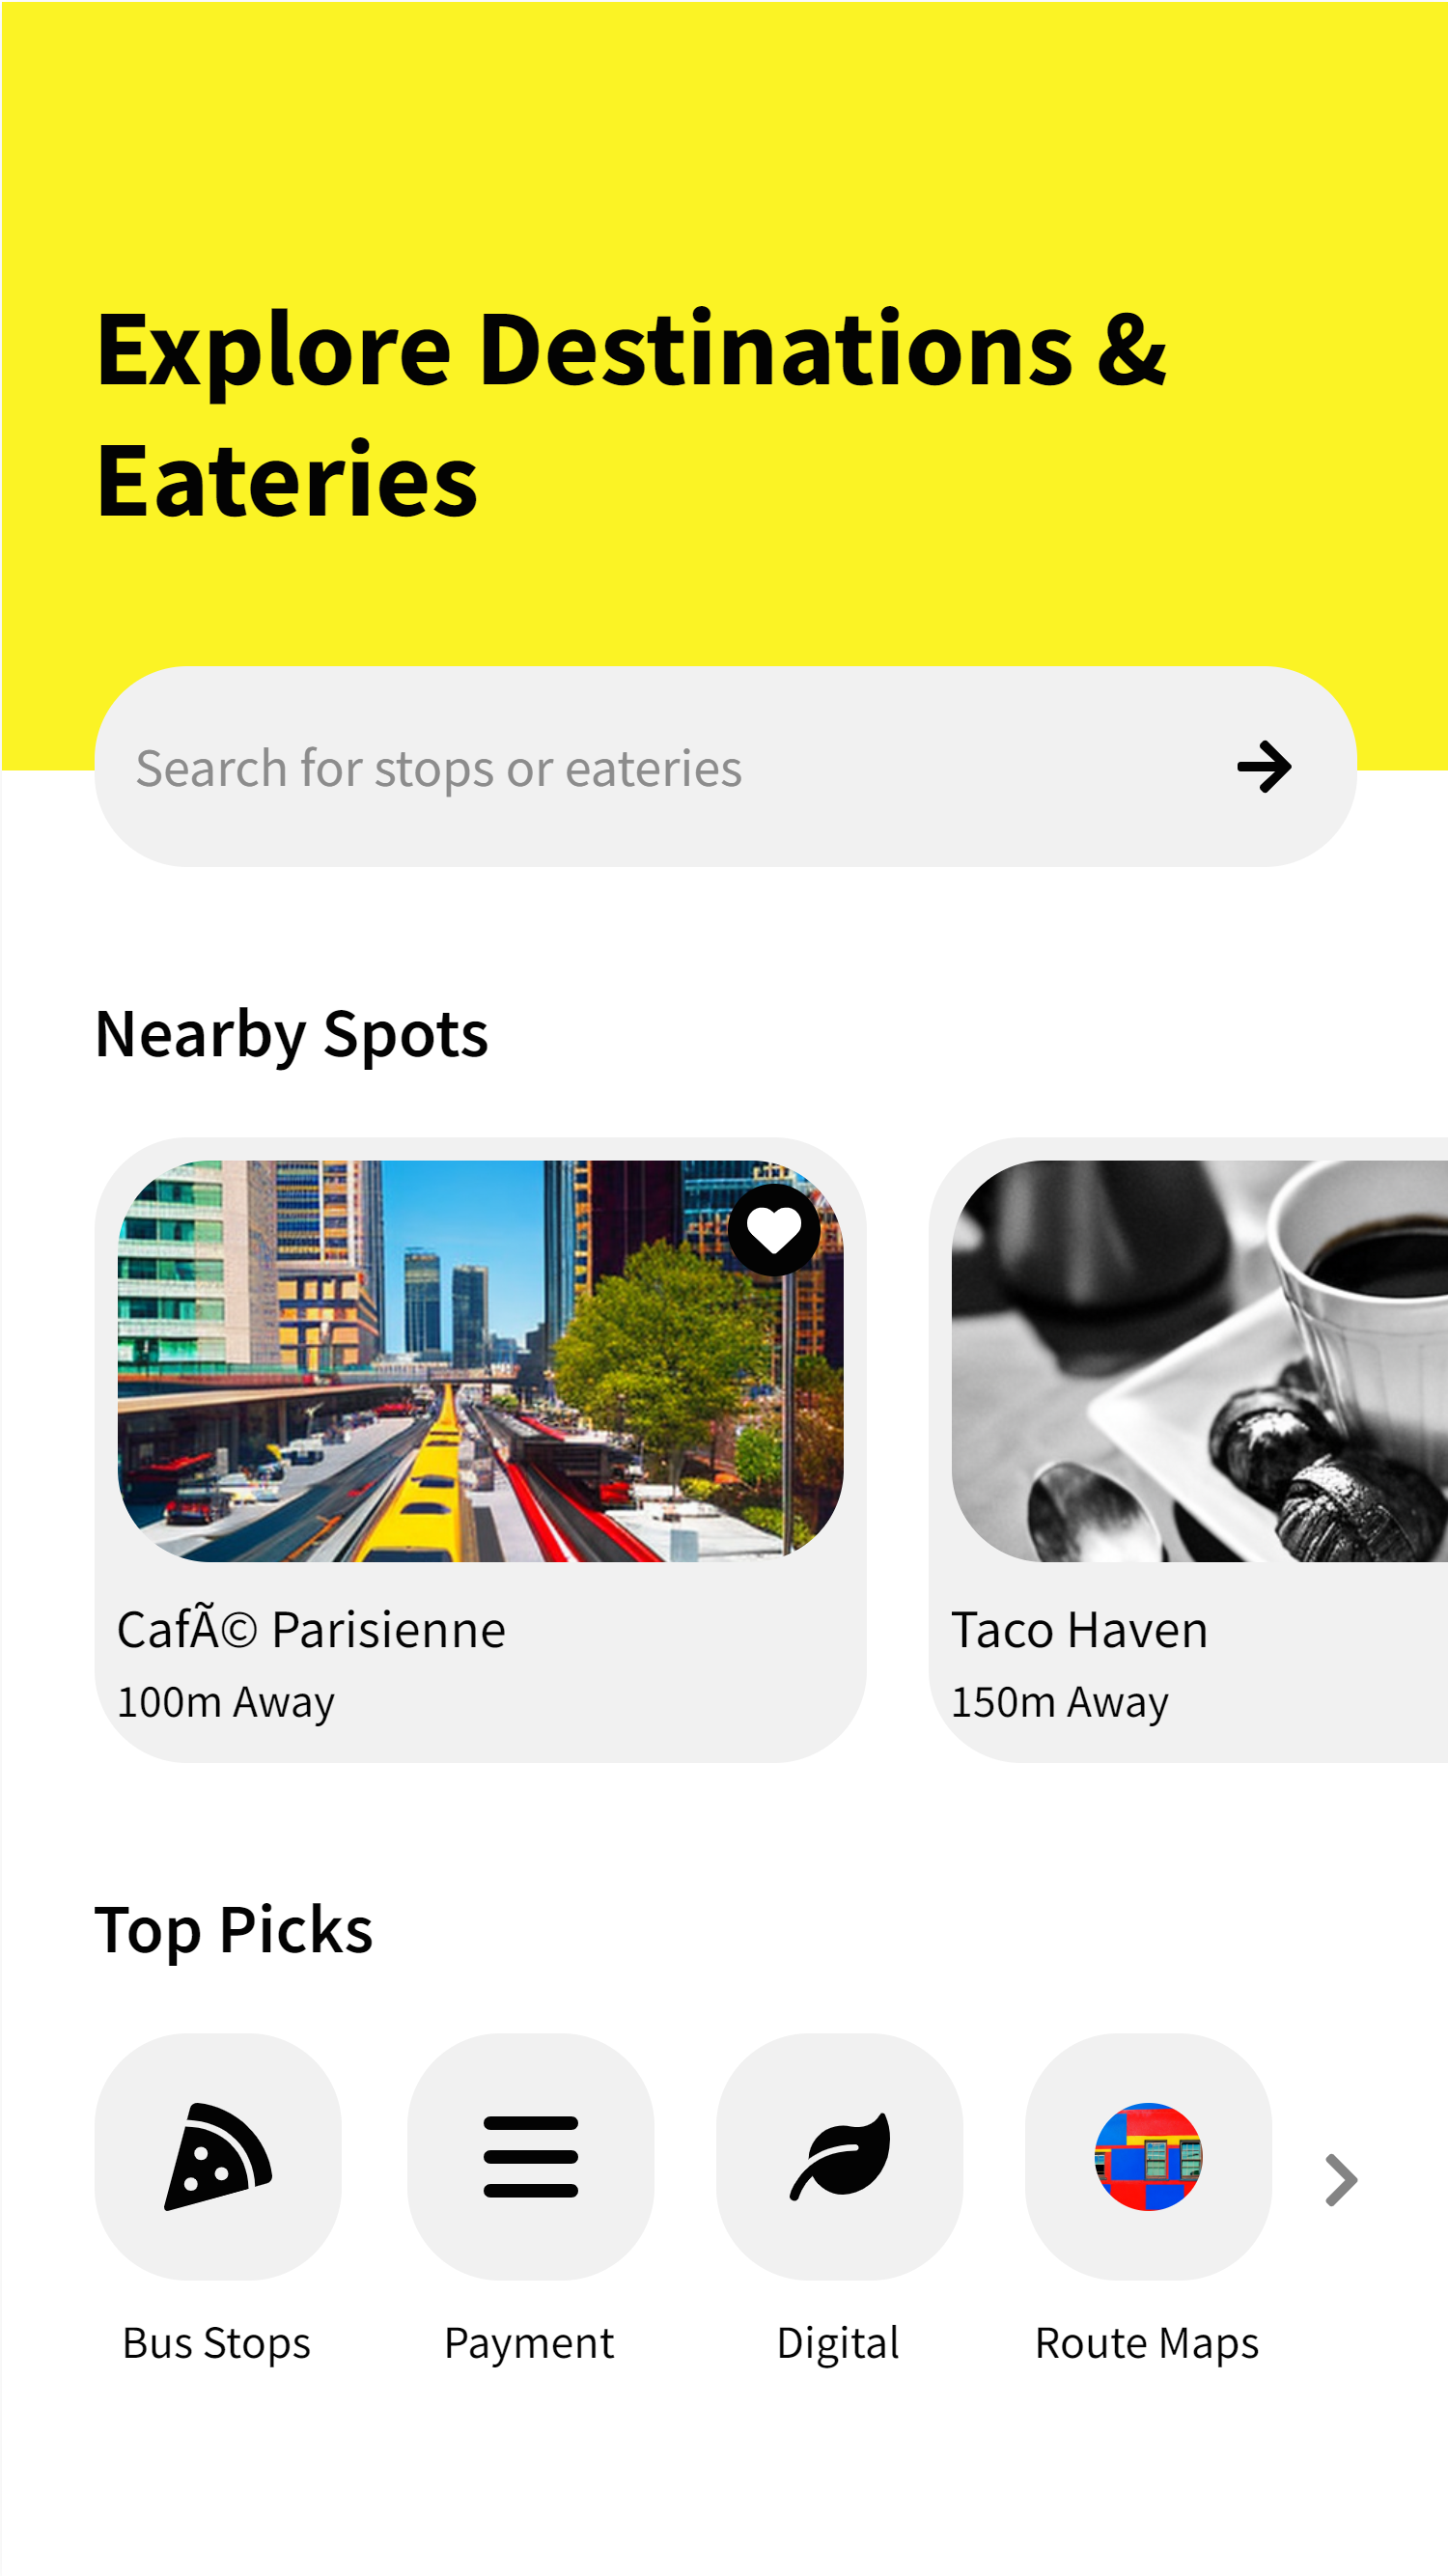 Explore Destinations &
Eateries
Search for stops or eateries
Nearby Spots
CafÃ© Parisienne
100m Away
Taco Haven
150m Away
Top Picks
Bus Stops
Payment
Digital
Route Maps